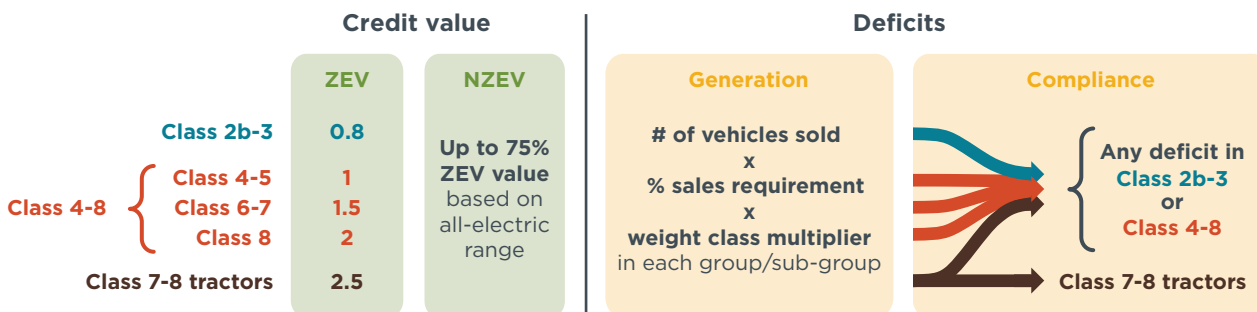 Credit value
Deficits
ZEV
NZEV
Generation
Compliance
Class 2b-3 0.8
Class 4-8
Class 4-5 1
Class 6-7 1.5
Class 8 2
Class 7-8 tractors 2.5
Up to 75%
ZEV value
based on
all-electric
range
# of vehicles sold
x
% sales requirement
x
weight class multiplier
in each group/sub-group
Any deficit in
Class 2b-3
or
Class 4-8
Class 7-8 tractors